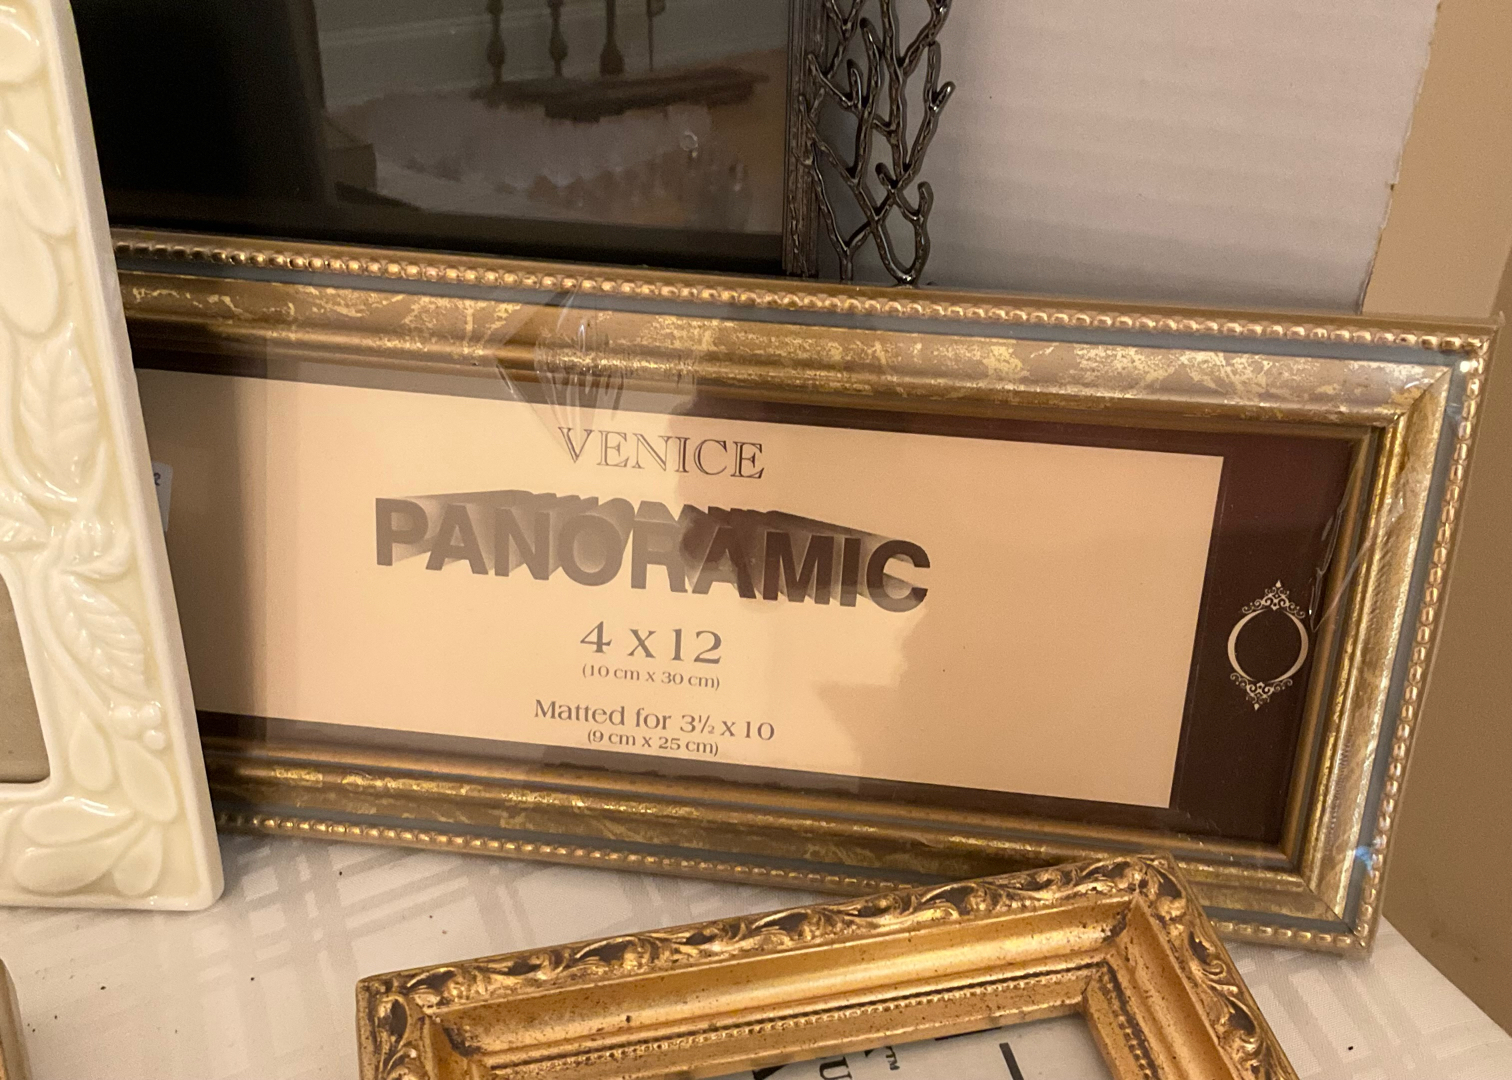 VENICE
PANORAMIC
4 X 12
(10 cm x 30 cm)
Matted for 3½ X 10
(9 cm x 25 cm)